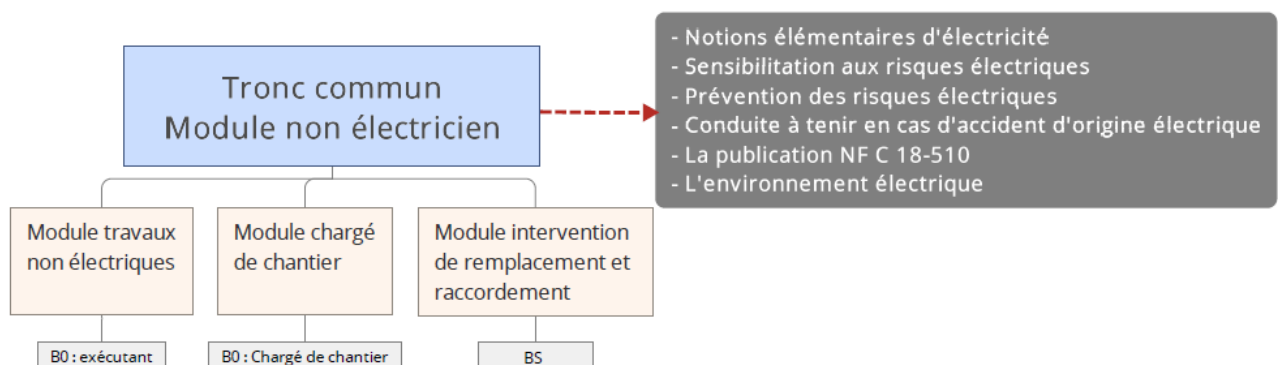 Tronc commun
Module non électricien
- Notions élémentaires d'électricité
- Sensibilitation aux risques électriques
- Prévention des risques électriques
- Conduite à tenir en cas d'accident d'origine électrique
- La publication NF C 18-510
- L'environnement électrique
Module travaux
non électriques
Module chargé
de chantier
Module intervention
de remplacement et
raccordement
B0 : exécutant
B0 : Chargé de chantier
BS